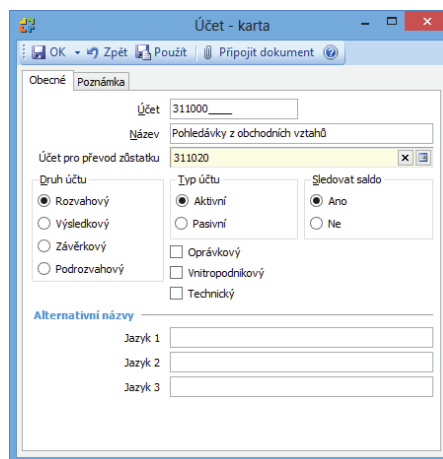 Účet - karta
OK Zpět Použít Připojit dokument
Obecné Poznámka
Účet 311000____
Název Pohledávky z obchodních vztahů
Účet pro převod zůstatku 311020
Druh účtu Typ účtu Sledovat saldo
Rozvahový Aktivní Ano
Výsledkový Pasivní Ne
Závěrkový Oprávkový
Podrozvahový Vnitropodnikový
Technický
Alternativní názvy
Jazyk 1
Jazyk 2
Jazyk 3